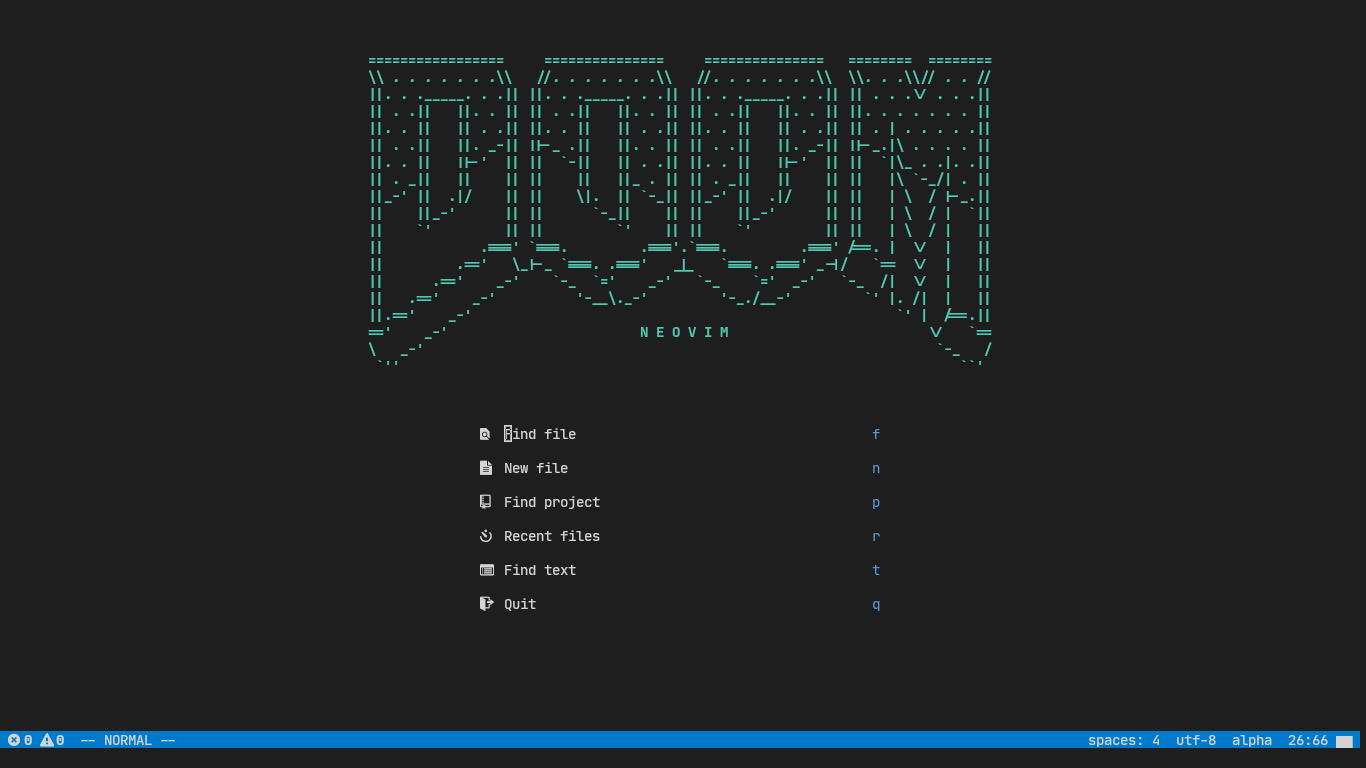 NEOVIM
Find file f
New file n
Find project p
Recent files r
Find text t
Quit q
0 0 -- NORMAL -- spaces: 4 utf-8 alpha 26:66